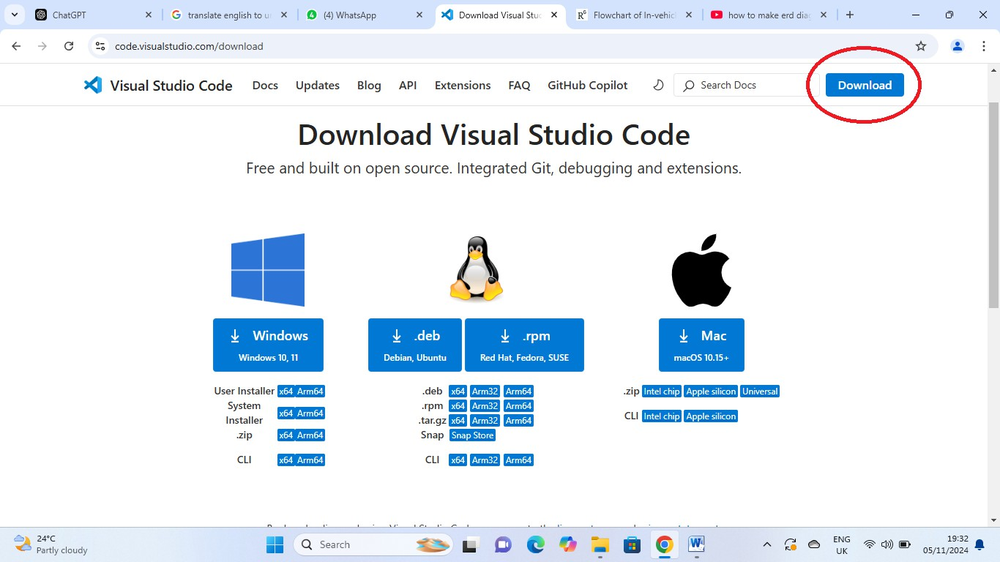 ChatGPT
translate english to u
(4) WhatsApp
Download Visual Stu
Flowchart of In-vehic
how to make erd dia
code.visualstudio.com/download
Visual Studio Code Docs Updates Blog API Extensions FAQ GitHub Copilot Search Docs Download
Download Visual Studio Code
Free and built on open source. Integrated Git, debugging and extensions.
Windows
Windows 10, 11
User Installer x64 Arm64
System
Installer x64 Arm64
.zip x64 Arm64
CLI x64 Arm64
.deb
Debian, Ubuntu
.rpm
Red Hat, Fedora, SUSE
.deb x64 Arm32 Arm64
.rpm x64 Arm32 Arm64
.tar.gz x64 Arm32 Arm64
Snap Snap Store
CLI x64 Arm32 Arm64
Mac
macOS 10.15+
.zip Intel chip Apple silicon Universal
CLI Intel chip Apple silicon
24°C
Partly cloudy
Search
ENG
UK
19:32
05/11/2024